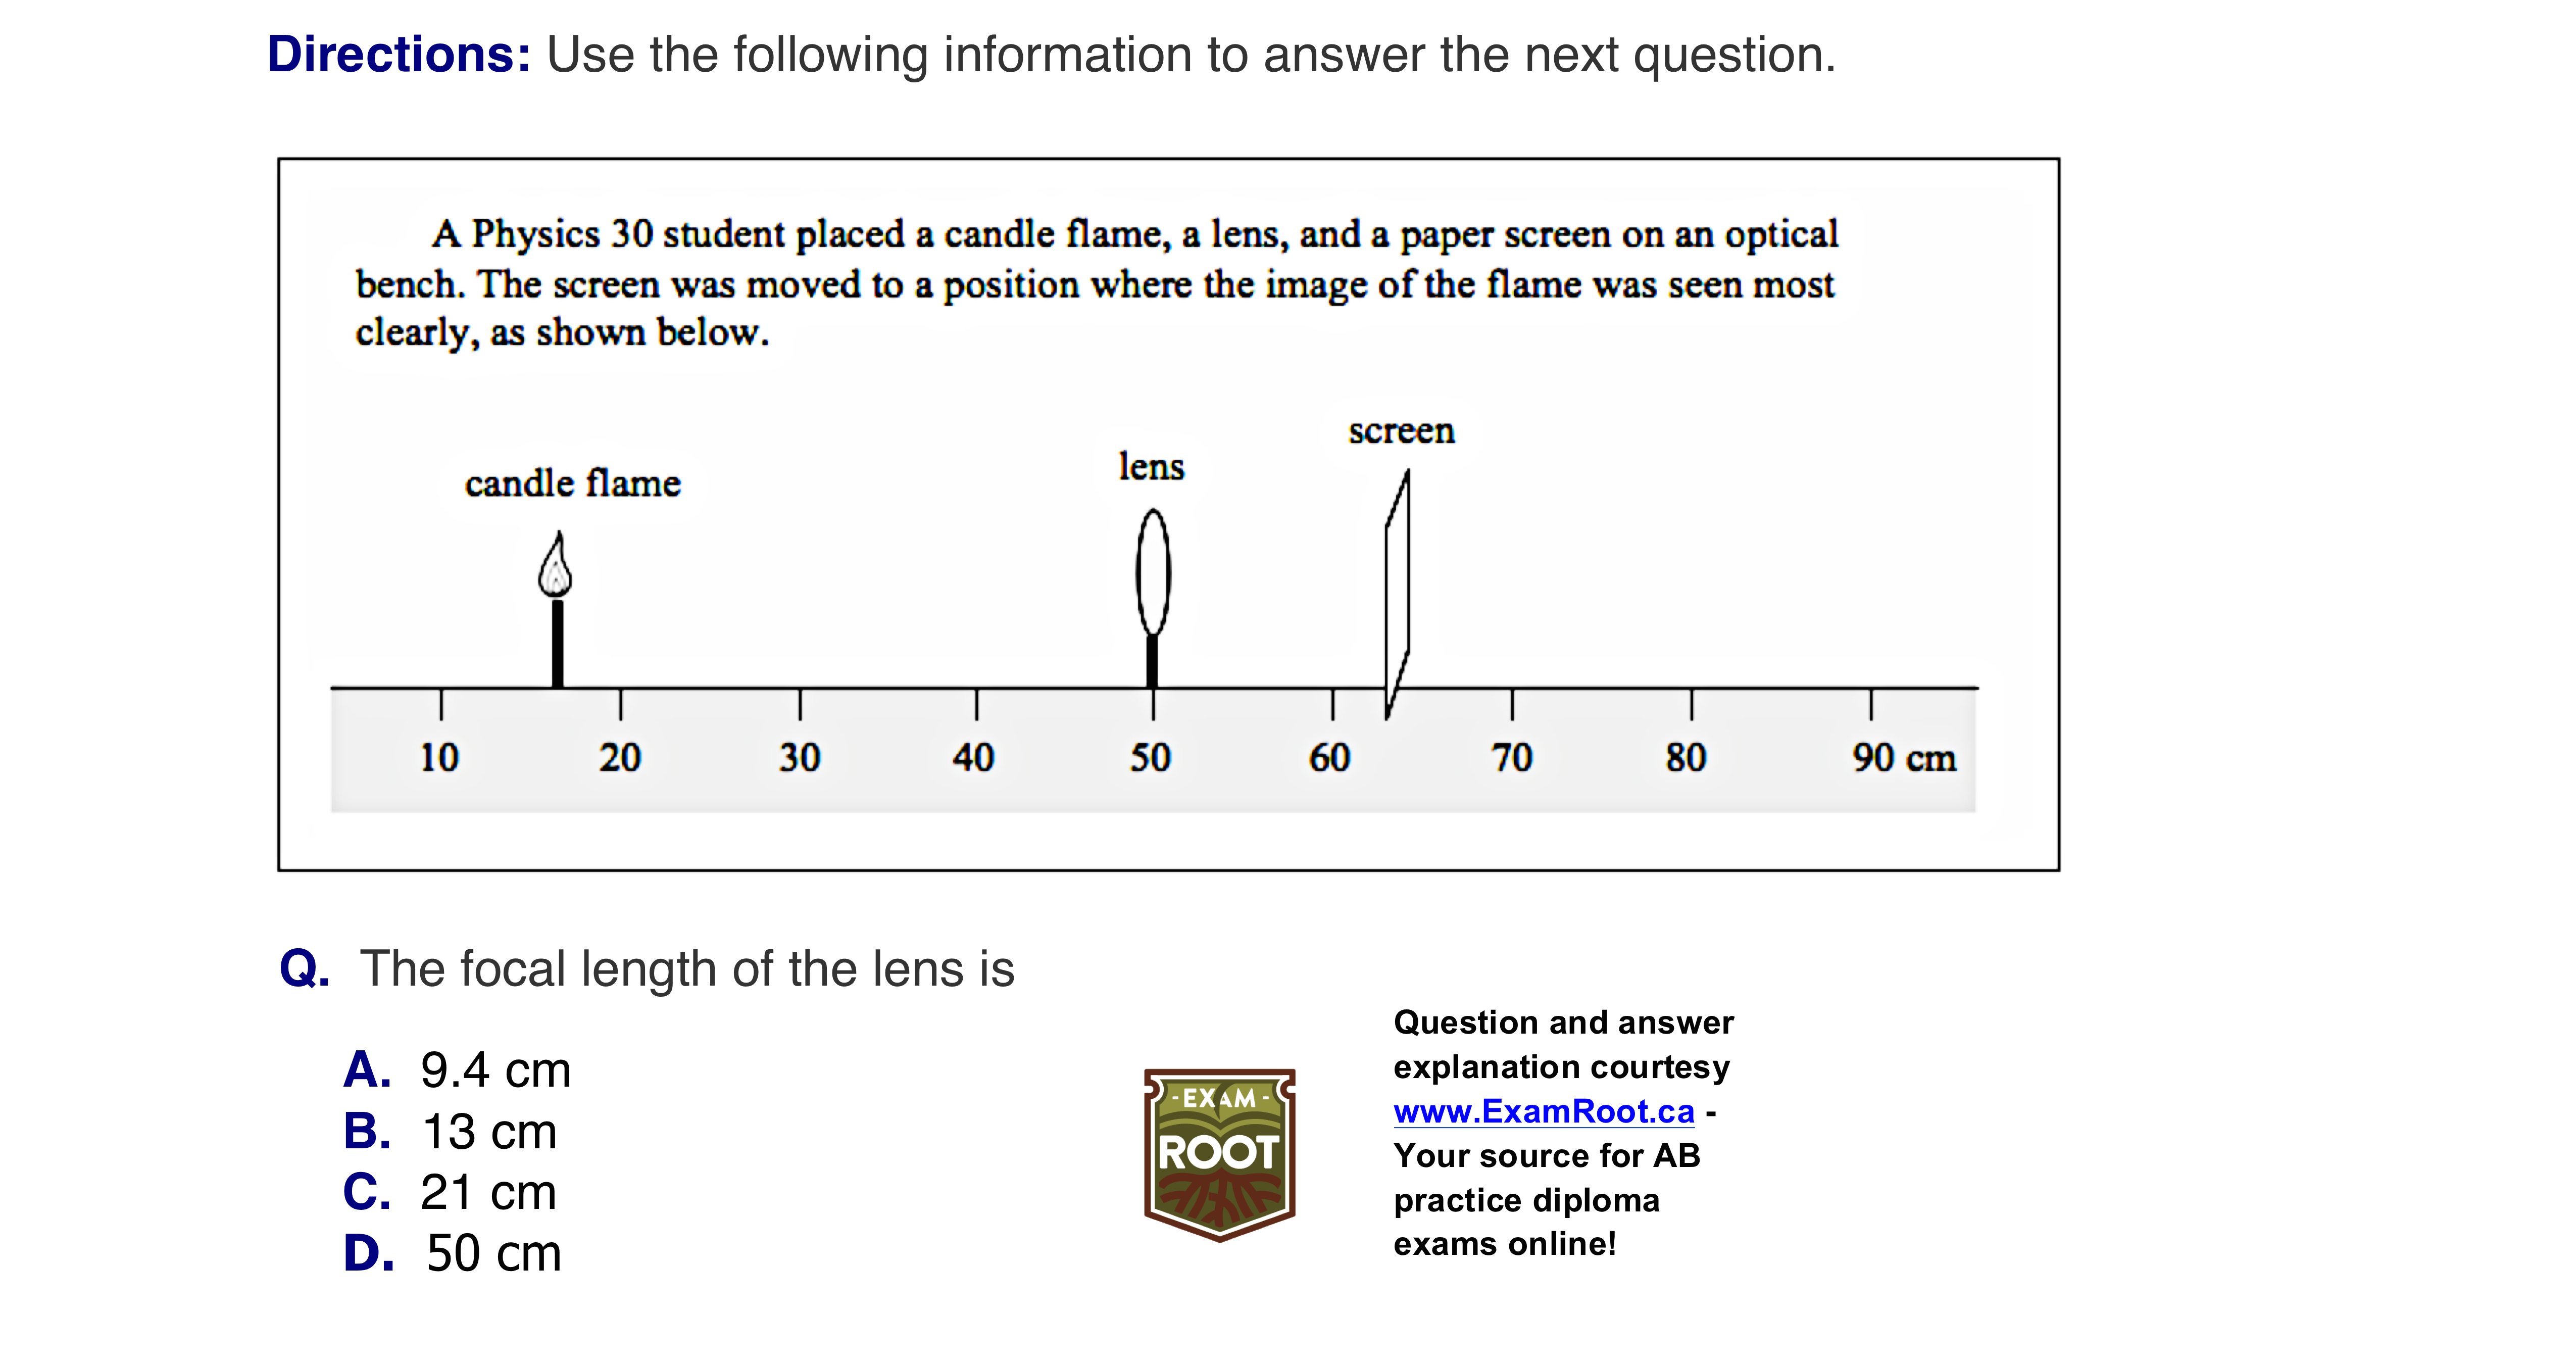 Directions: Use the following information to answer the next question.
A Physics 30 student placed a candle flame, a lens, and a paper screen on an optical
bench. The screen was moved to a position where the image of the flame was seen most
clearly, as shown below.
screen
lens
candle flame
10 20 30 40 50 60 70 80 90 cm
Q. The focal length of the lens is
A. 9.4 cm
B. 13 cm
C. 21 cm
D. 50 cm
- EXAM -
ROOT
Question and answer
explanation courtesy
www.ExamRoot.ca -
Your source for AB
practice diploma
exams online!